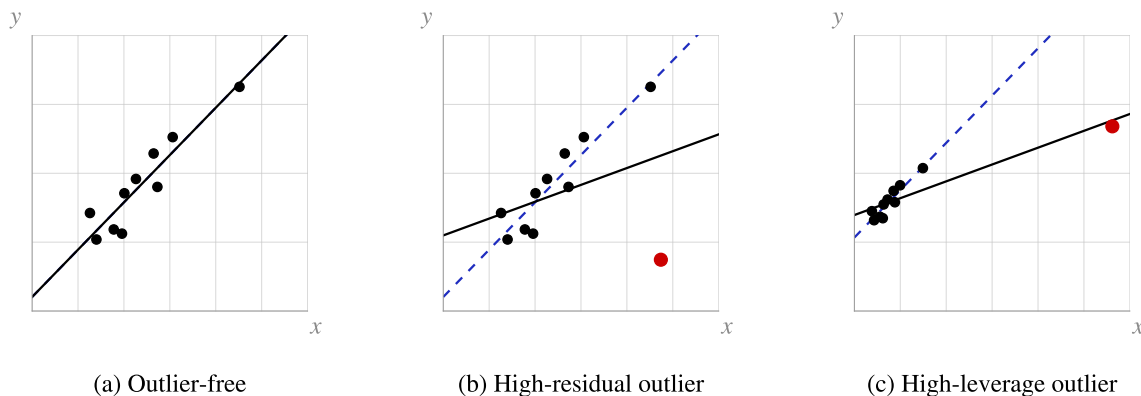 y
y
y
x
x
x
(a) Outlier-free
(b) High-residual outlier
(c) High-leverage outlier